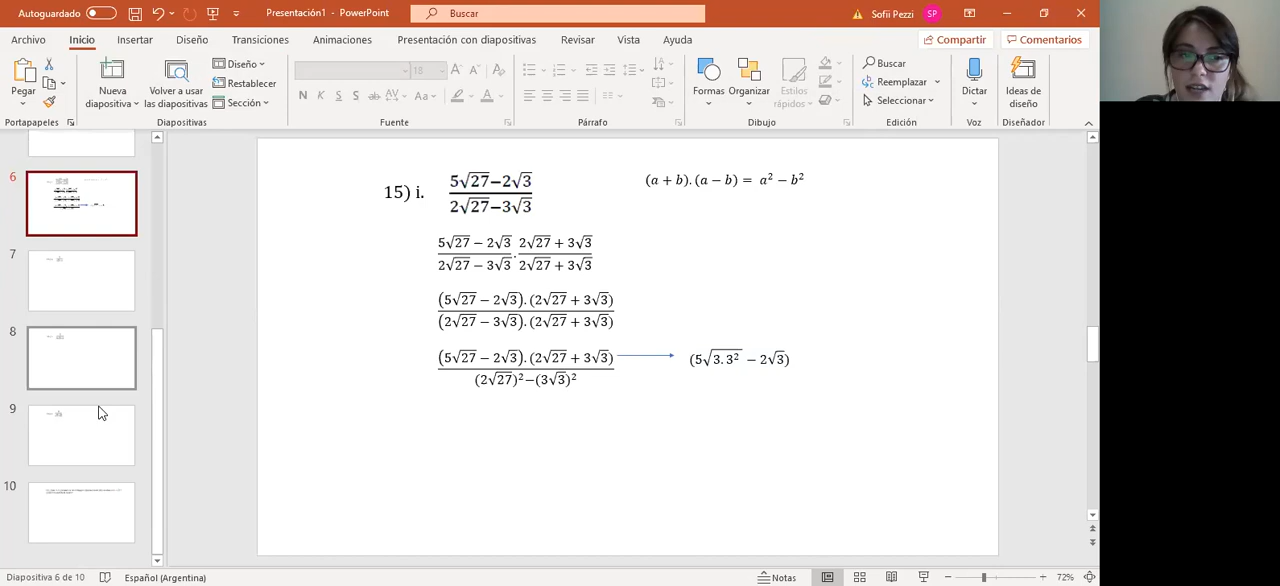 Autoguardado
Presentación1 - PowerPoint
Buscar
Sofii Pezzi
SP
Archivo Inicio Insertar Diseño Transiciones Animaciones Presentación con diapositivas Revisar Vista Ayuda
Compartir
Comentarios
Pegar
Nueva diapositiva
Volver a usar las diapositivas
Diseño
Restablecer
Sección
18
N K S S ab AV Aa A
Formas
Organizar
Estilos rápidos
Buscar
Reemplazar
Seleccionar
Dictar
Ideas de diseño
Portapapeles Diapositivas Fuente Párrafo Dibujo Edición Voz Diseñador
6
7
8
9
10
15) i. (5√27−2√3)/(2√27−3√3)
(a + b).(a − b) = a² − b²
(5√27 − 2√3)/(2√27 − 3√3) . (2√27 + 3√3)/(2√27 + 3√3)
(5√27 − 2√3).(2√27 + 3√3)
(2√27 − 3√3).(2√27 + 3√3)
(5√27 − 2√3).(2√27 + 3√3)
(2√27)²−(3√3)²
(5√3.3² − 2√3)
Diapositiva 6 de 10
Español (Argentina)
Notas
72%